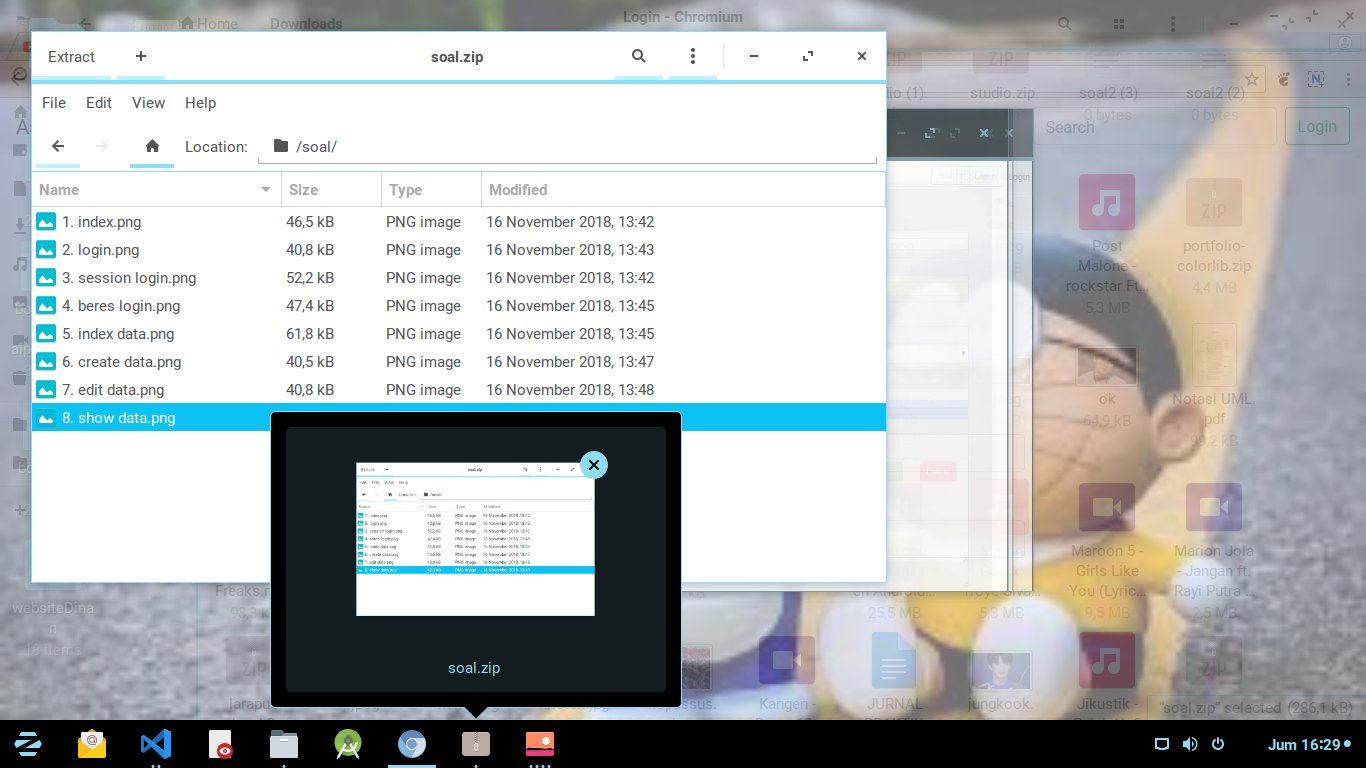 Home
Downloads
Login - Chromium
Extract
+
soal.zip
File Edit View Help
Location: /soal/
Name Size Type Modified
1. index.png 46,5 kB PNG image 16 November 2018, 13:42
2. login.png 40,8 kB PNG image 16 November 2018, 13:43
3. session login.png 52,2 kB PNG image 16 November 2018, 13:42
4. beres login.png 47,4 kB PNG image 16 November 2018, 13:45
5. index data.png 61,8 kB PNG image 16 November 2018, 13:45
6. create data.png 40,5 kB PNG image 16 November 2018, 13:47
7. edit data.png 40,8 kB PNG image 16 November 2018, 13:48
8. show data.png
soal.zip
studio.zip
soal2 (3)
0 bytes
soal2 (2)
0 bytes
Search
Login
Post
Malone -
rockstar Ft...
5,3 MB
ZIP
portfolio-
colorlib.zip
4,4 MB
ok
64,9 kB
Notasi UML.
pdf
Maroon 5 -
Girls Like
You (Lyric...
9,5 MB
Marion Jola
- Jangan ft.
Rayi Putra ...
2,5 MB
websiteDina
18 items
25,5 MB
5,3 MB
Kangen -
JURNAL
jungkook.
Jikustik -
"soal.zip" selected (286,1 kB)
Jum 16:29